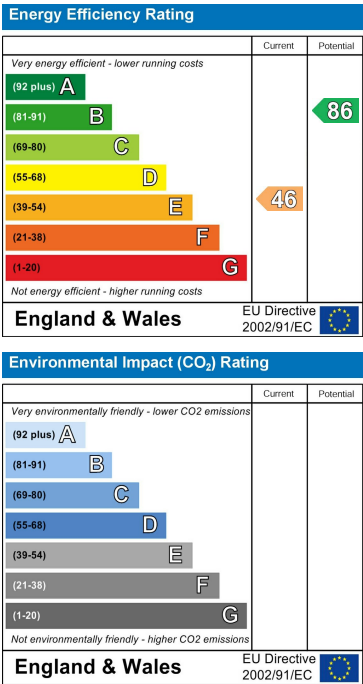 Energy Efficiency Rating
Current Potential
Very energy efficient - lower running costs
(92 plus) A
(81-91) B
86
(69-80) C
(55-68) D
(39-54) E
46
(21-38) F
(1-20) G
Not energy efficient - higher running costs
England & Wales
EU Directive
2002/91/EC
Environmental Impact (CO₂) Rating
Current Potential
Very environmentally friendly - lower CO2 emissions
(92 plus) A
(81-91) B
(69-80) C
(55-68) D
(39-54) E
(21-38) F
(1-20) G
Not environmentally friendly - higher CO2 emissions
England & Wales
EU Directive
2002/91/EC